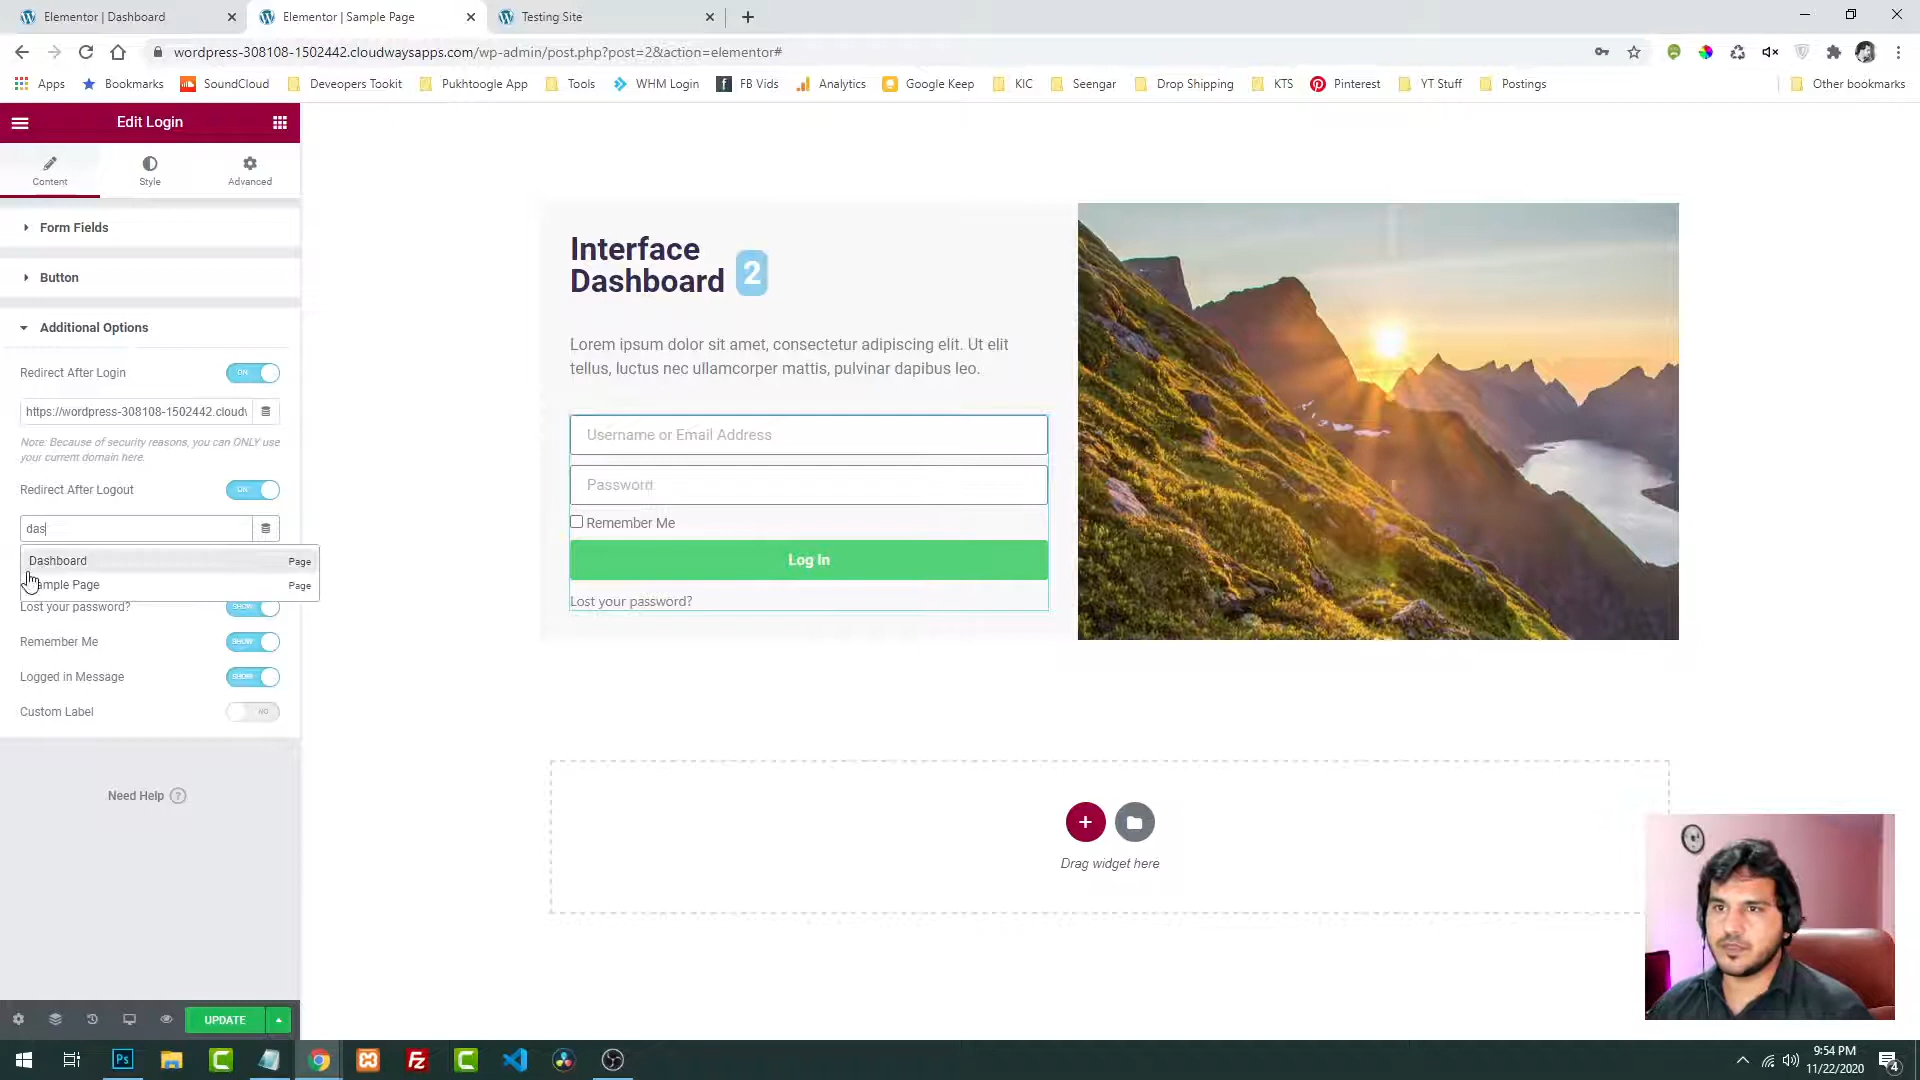 Elementor | Dashboard
Elementor | Sample Page
Testing Site
wordpress-308108-1502442.cloudwaysapps.com/wp-admin/post.php?post=2&action=elementor#
Apps
Bookmarks
SoundCloud
Deveopers Tookit
Pukhtoogle App
Tools
WHM Login
FB Vids
Analytics
Google Keep
KIC
Seengar
Drop Shipping
KTS
Pinterest
YT Stuff
Postings
Other bookmarks
Edit Login
Content
Style
Advanced
Form Fields
Button
Additional Options
Redirect After Login
ON
https://wordpress-308108-1502442.cloudw
Note: Because of security reasons, you can ONLY use
your current domain here.
Redirect After Logout
ON
das
Dashboard
Page
ample Page
Page
Lost your password?
SHOW
Remember Me
SHOW
Logged in Message
SHOW
Custom Label
NO
Need Help
?
UPDATE
Interface
Dashboard 2
Lorem ipsum dolor sit amet, consectetur adipiscing elit. Ut elit
tellus, luctus nec ullamcorper mattis, pulvinar dapibus leo.
Username or Email Address
Password
Remember Me
Log In
Lost your password?
Drag widget here
Ps
Fz
9:54 PM
11/22/2020
4